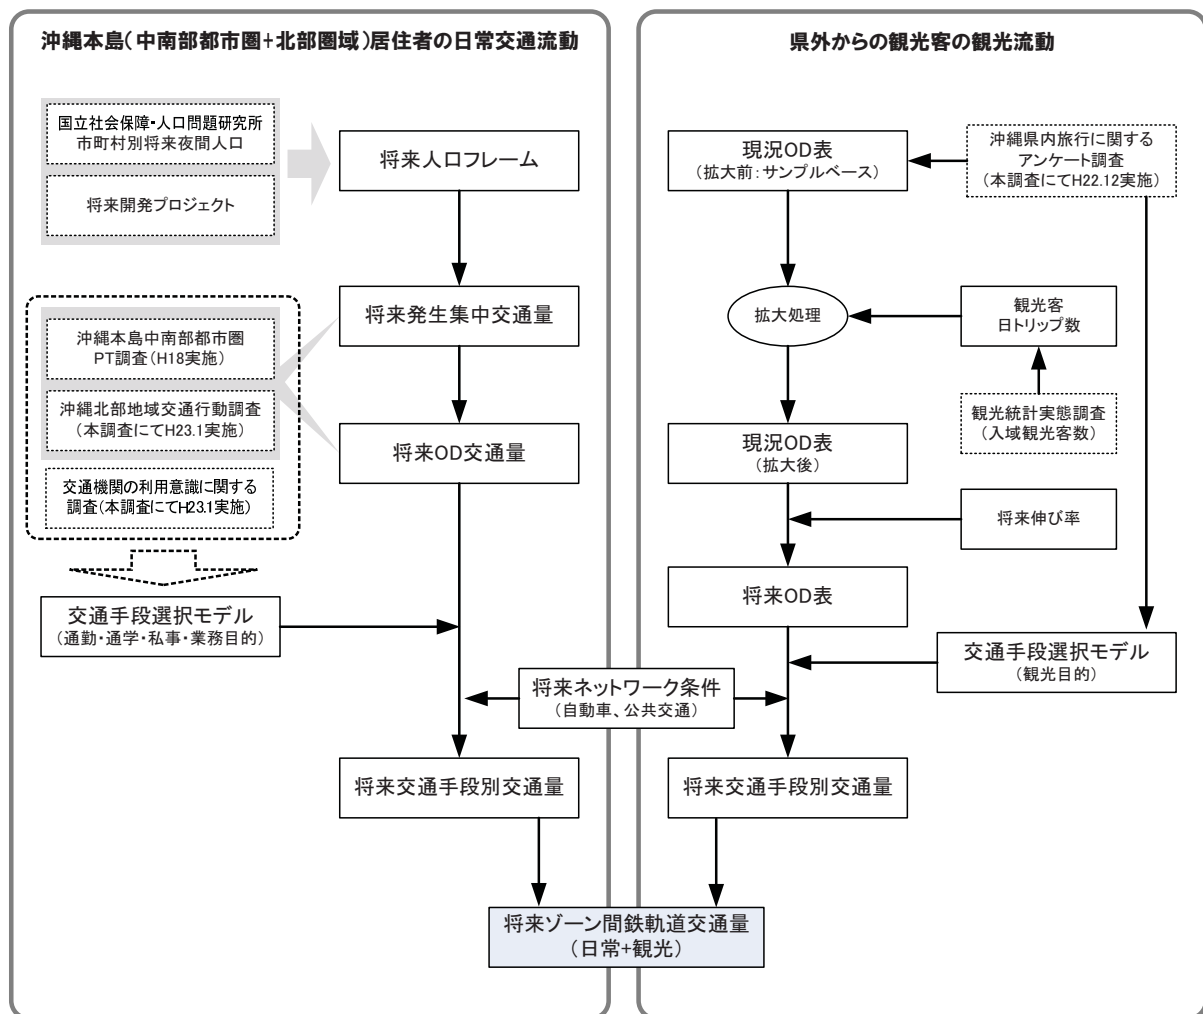 沖縄本島(中南部都市圏+北部圏域)居住者の日常交通流動
国立社会保障・人口問題研究所
市町村別将来夜間人口
将来開発プロジェクト
将来人口フレーム
将来発生集中交通量
沖縄本島中南部都市圏
PT調査(H18実施)
沖縄北部地域交通行動調査
(本調査にてH23.1実施)
将来OD交通量
交通機関の利用意識に関する
調査(本調査にてH23.1実施)
交通手段選択モデル
(通勤・通学・私事・業務目的)
将来ネットワーク条件
(自動車、公共交通)
将来交通手段別交通量
県外からの観光客の観光流動
現況OD表
(拡大前:サンプルベース)
沖縄県内旅行に関する
アンケート調査
(本調査にてH22.12実施)
拡大処理
観光客
日トリップ数
観光統計実態調査
(入域観光客数)
現況OD表
(拡大後)
将来伸び率
将来OD表
交通手段選択モデル
(観光目的)
将来交通手段別交通量
将来ゾーン間鉄軌道交通量
(日常+観光)